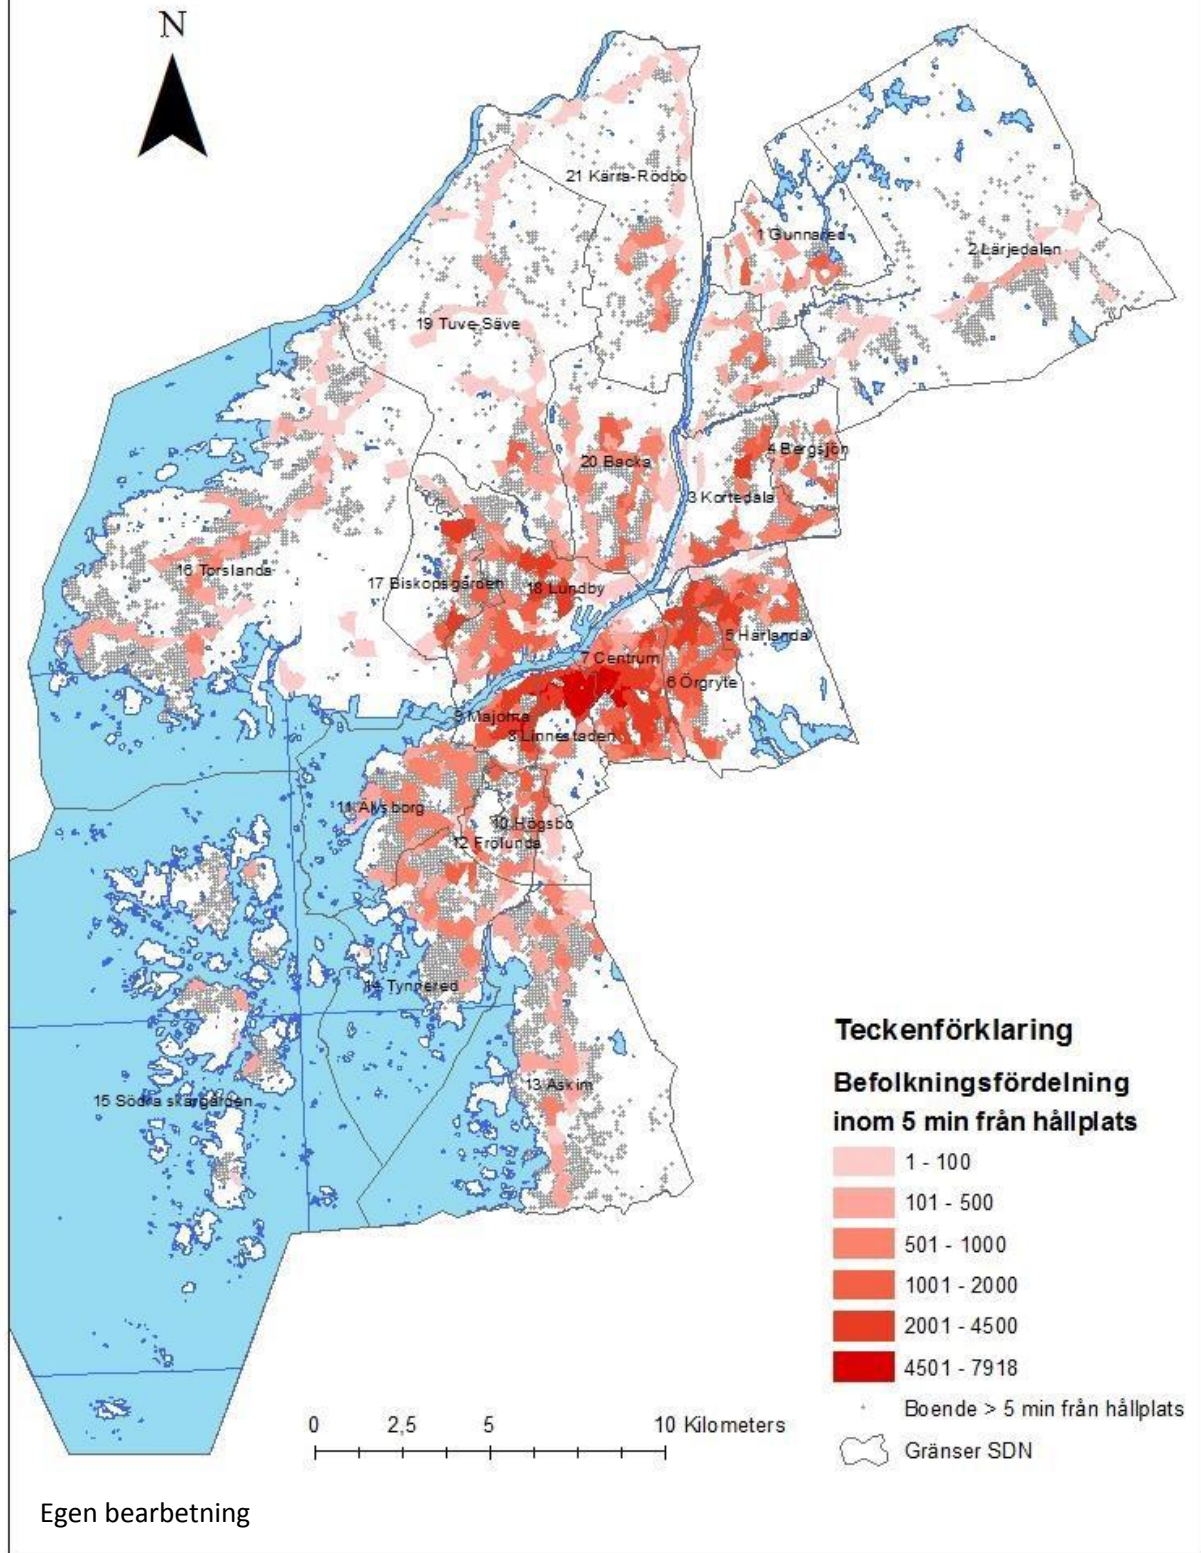 N
21 Kärra-Rödbo
1 Gunnared
2 Lärjedalen
19 Tuve-Säve
20 Backa
4 Bergsjön
3 Kortedala
16 Torslanda
17 Biskopsgården
18 Lundby
5 Härlanda
7 Centrum
6 Örgryte
9 Majorna
8 Linnéstaden
11 Älvsborg
10 Högsbo
12 Frölunda
14 Tynnered
13 Askim
15 Södra skärgården
Teckenförklaring
Befolkningsfördelning
inom 5 min från hållplats
1 - 100
101 - 500
501 - 1000
1001 - 2000
2001 - 4500
4501 - 7918
Boende > 5 min från hållplats
Gränser SDN
0 2,5 5 10 Kilometers
Egen bearbetning